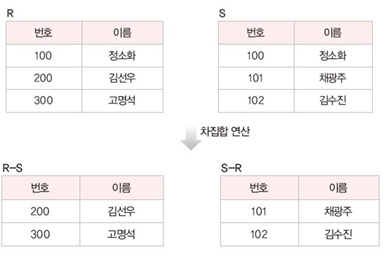 R
번호 이름
100 정소화
200 김선우
300 고명석
S
번호 이름
100 정소화
101 채광주
102 김수진
차집합 연산
R-S
번호 이름
200 김선우
300 고명석
S-R
번호 이름
101 채광주
102 김수진